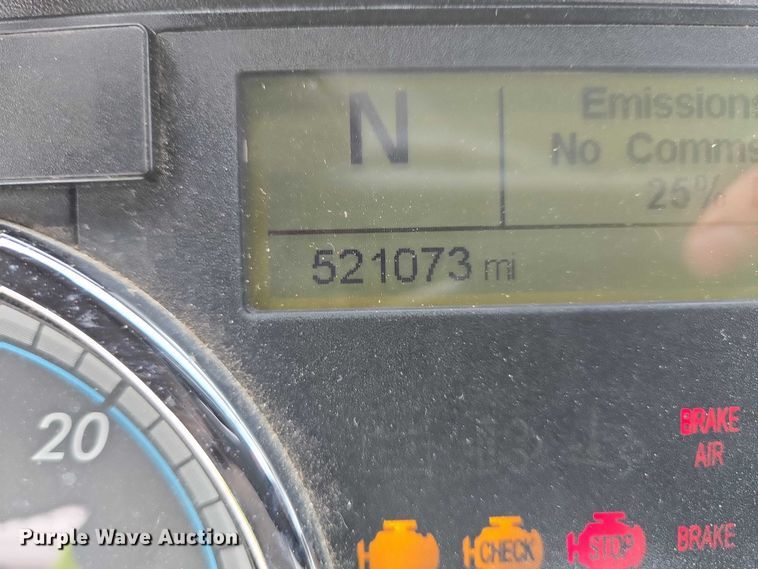 N
Emissions
No Comms
25%
521073 mi
20
BRAKE
AIR
CHECK
STOP
BRAKE
Purple Wave Auction